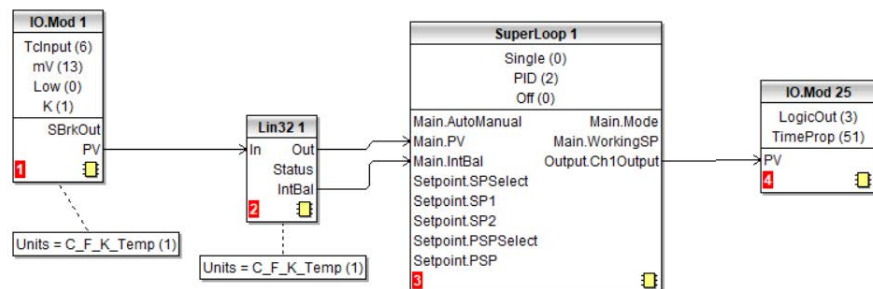 IO.Mod 1
TcInput (6)
mV (13)
Low (0)
K (1)
SBrkOut
PV
1
Units = C_F_K_Temp (1)
Lin32 1
In Out
Status
IntBal
2
Units = C_F_K_Temp (1)
SuperLoop 1
Single (0)
PID (2)
Off (0)
Main.AutoManual Main.Mode
Main.PV Main.WorkingSP
Main.IntBal Output.Ch1Output
Setpoint.SPSelect
Setpoint.SP1
Setpoint.SP2
Setpoint.PSPSelect
Setpoint.PSP
3
IO.Mod 25
LogicOut (3)
TimeProp (51)
PV
4